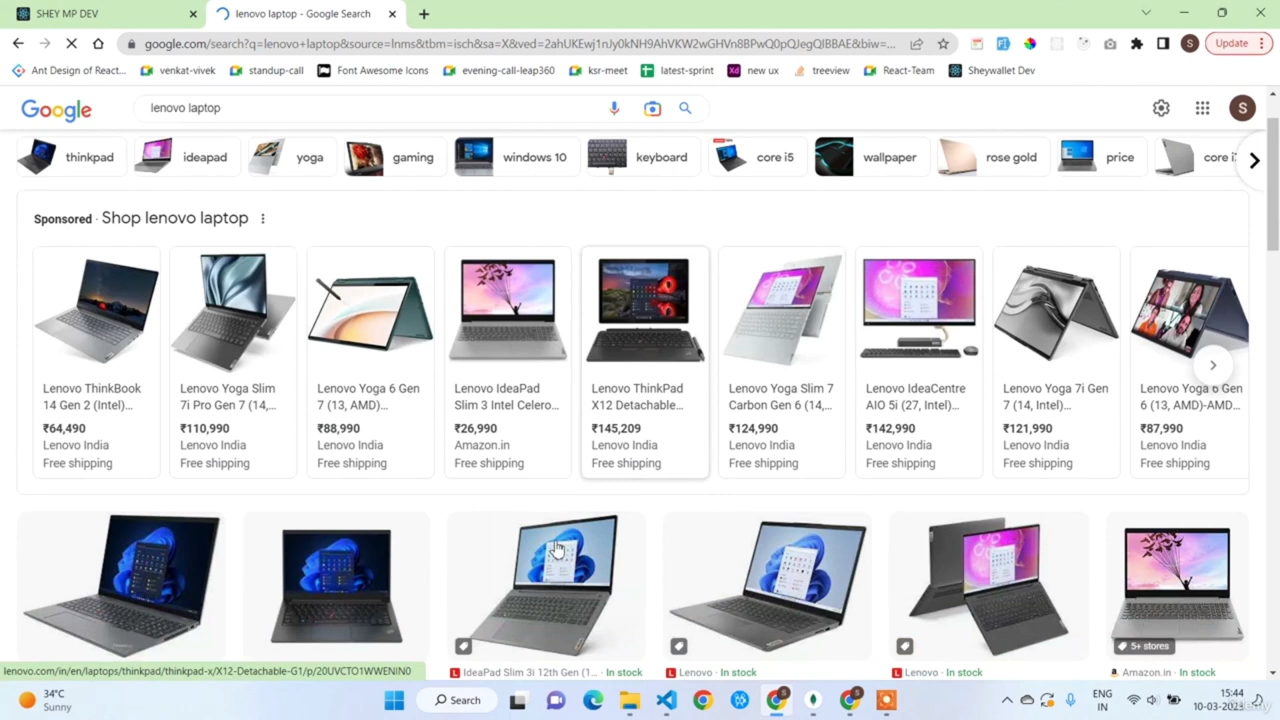 SHEY MP DEV
lenovo laptop - Google Search
google.com/search?q=lenovo+laptop&source=lnms&tbm=isch&sa=X&ved=2ahUKEwj1nJy0kNH9AhVKW2wGHVn8BPwQ0pQJegQIBBAE&biw=...
S
Update
Ant Design of React...
venkat-vivek
standup-call
Font Awesome Icons
evening-call-leap360
ksr-meet
latest-sprint
Xd new ux
treeview
React-Team
Sheywallet Dev
Google
lenovo laptop
S
thinkpad
ideapad
yoga
gaming
windows 10
keyboard
core i5
wallpaper
rose gold
price
Sponsored · Shop lenovo laptop
Lenovo ThinkBook
14 Gen 2 (Intel)...
₹64,490
Lenovo India
Free shipping
Lenovo Yoga Slim
7i Pro Gen 7 (14,...
₹110,990
Lenovo India
Free shipping
Lenovo Yoga 6 Gen
7 (13, AMD)...
₹88,990
Lenovo India
Free shipping
Lenovo IdeaPad
Slim 3 Intel Celero...
₹26,990
Amazon.in
Free shipping
Lenovo ThinkPad
X12 Detachable...
₹145,209
Lenovo India
Free shipping
Lenovo Yoga Slim 7
Carbon Gen 6 (14,...
₹124,990
Lenovo India
Free shipping
Lenovo IdeaCentre
AIO 5i (27, Intel)...
₹142,990
Lenovo India
Free shipping
Lenovo Yoga 7i Gen
7 (14, Intel)...
₹121,990
Lenovo India
Free shipping
Lenovo Yoga 6 Gen
6 (13, AMD)-AMD...
₹87,990
Lenovo India
Free shipping
5+ stores
lenovo.com/in/en/laptops/thinkpad/thinkpad-x/X12-Detachable-G1/p/20UVCTO1WWENIN0
L IdeaPad Slim 3i 12th Gen (1... · In stock
L Lenovo · In stock
L Lenovo · In stock
Amazon.in · In stock
34°C
Sunny
Search
ENG
IN
15:44
10-03-2023